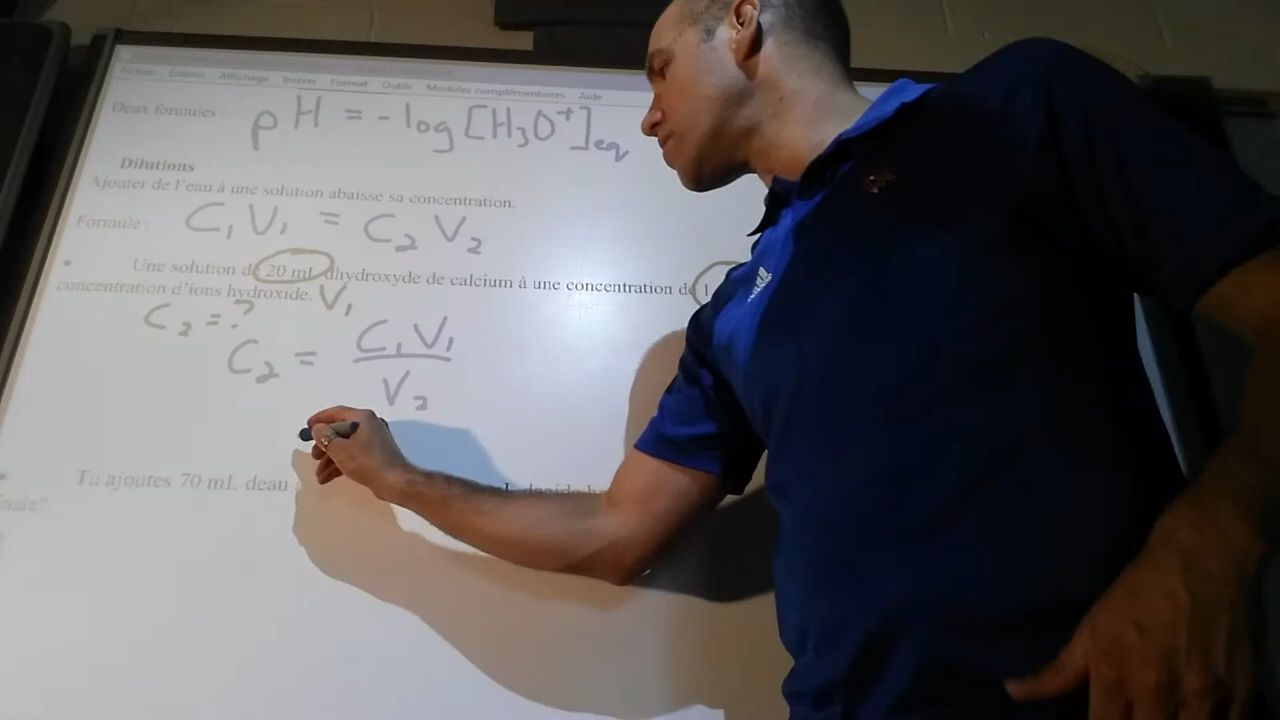 Fichier Edition Affichage Insérer Format Outils Modules complémentaires Aide
Deux formules : pH = -log [H₃O⁺]eq
Dilutions
Ajouter de l'eau à une solution abaisse sa concentration.
Formule : C₁V₁ = C₂V₂
Une solution de 20 mL dhydroxyde de calcium à une concentration de 1
concentration d'ions hydroxide. V₁
C₂ = ?
C₂ = C₁V₁
V₂
Tu ajoutes 70 mL deau